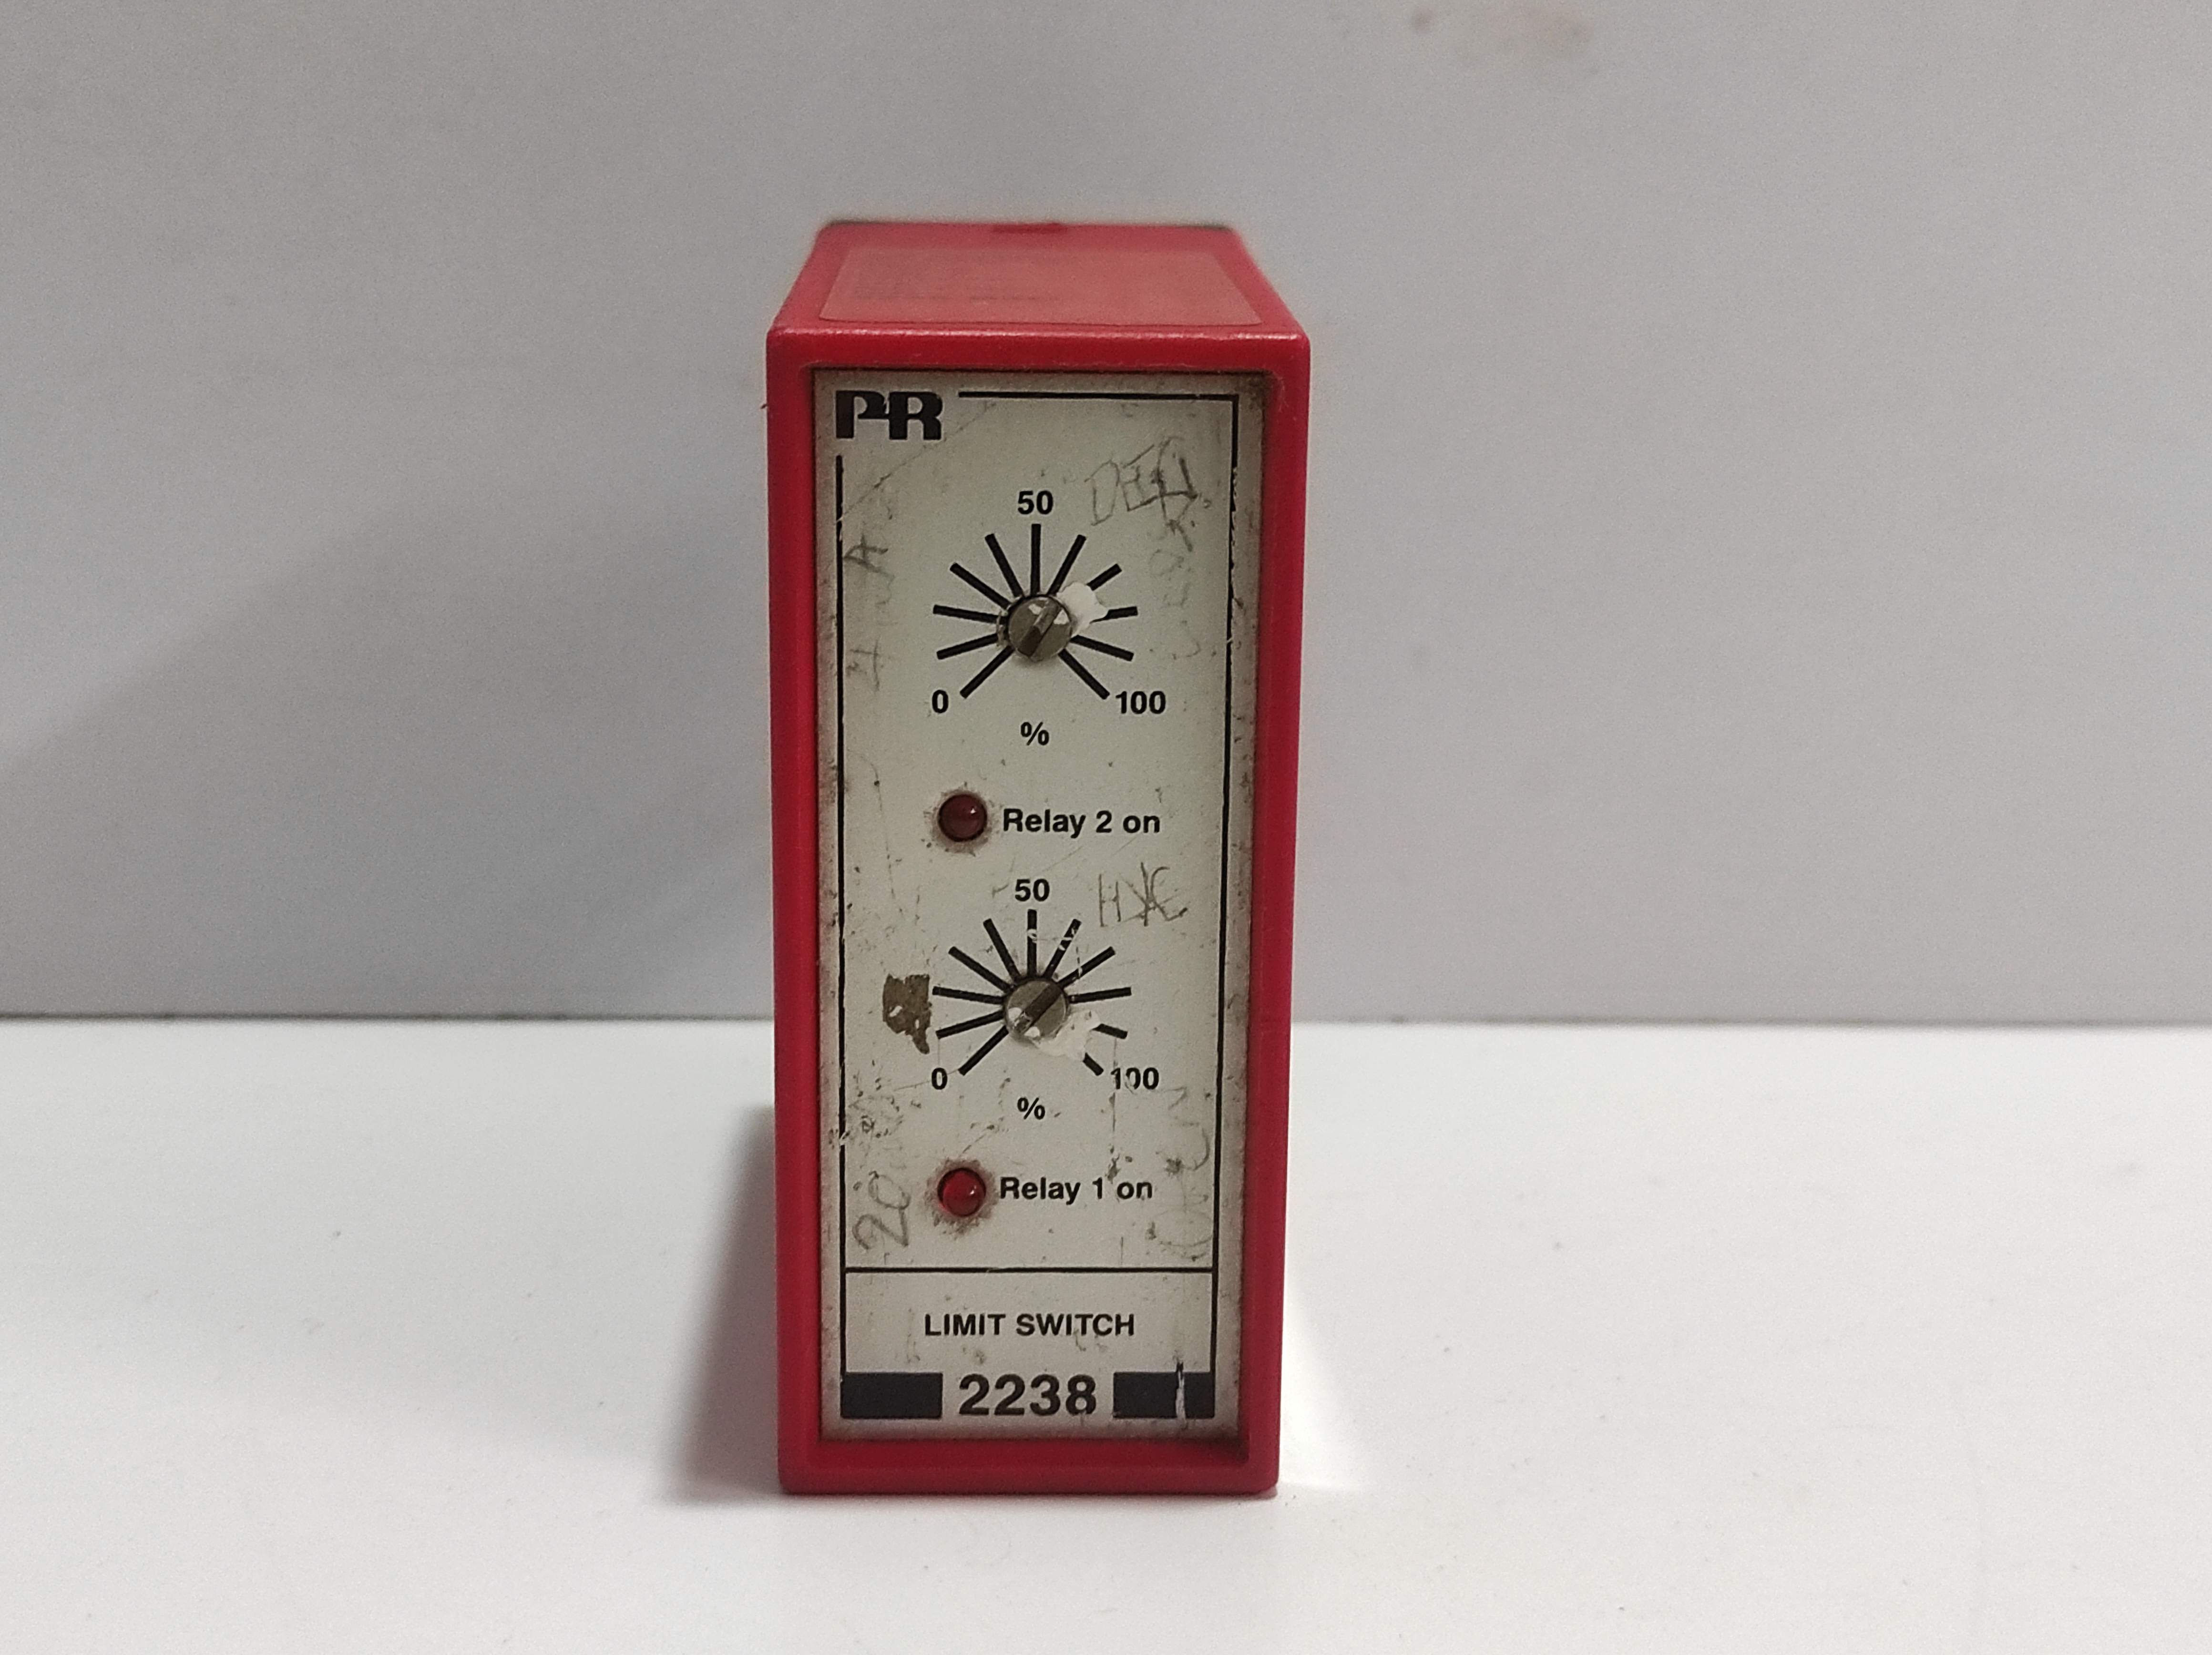 PR
50
0
100
%
Relay 2 on
50
0
100
%
Relay 1 on
LIMIT SWITCH
2238